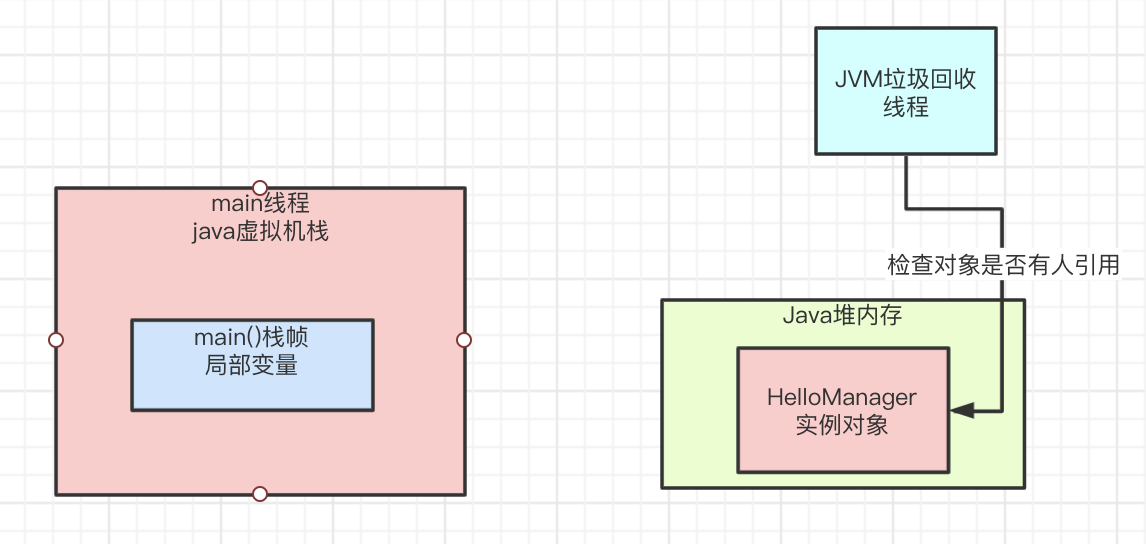 JVM垃圾回收
线程
main线程
java虚拟机栈
检查对象是否有人引用
Java堆内存
main()栈帧
局部变量
HelloManager
实例对象